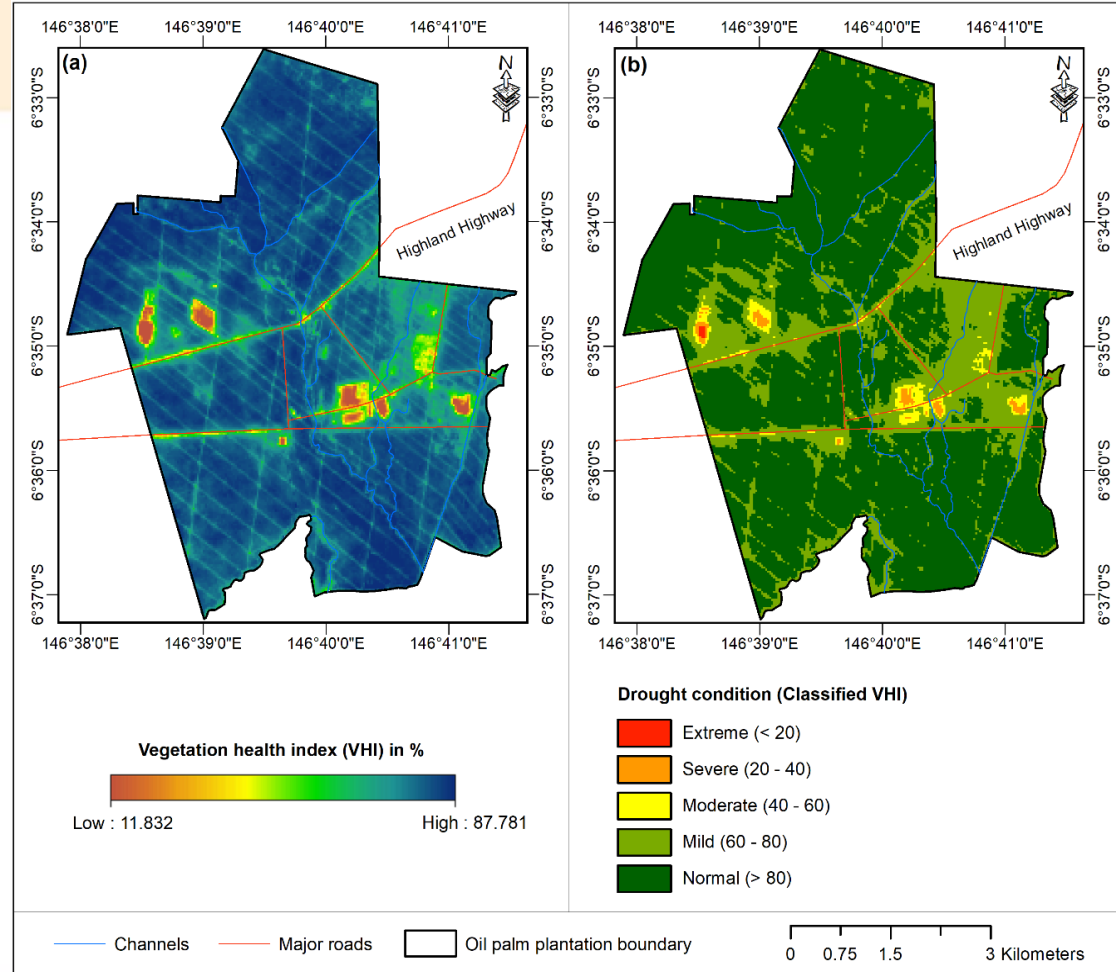 146°38'0"E 146°39'0"E 146°40'0"E 146°41'0"E
146°38'0"E 146°39'0"E 146°40'0"E 146°41'0"E
(a)
N
6°33'0"S
6°34'0"S
6°35'0"S
6°36'0"S
6°37'0"S
Highland Highway
6°33'0"S
6°34'0"S
6°35'0"S
6°36'0"S
6°37'0"S
146°38'0"E 146°39'0"E 146°40'0"E 146°41'0"E
(b)
N
Highland Highway
6°33'0"S
6°34'0"S
6°35'0"S
6°36'0"S
6°37'0"S
146°38'0"E 146°39'0"E 146°40'0"E 146°41'0"E
Vegetation health index (VHI) in %
Low : 11.832
High : 87.781
Drought condition (Classified VHI)
Extreme (< 20)
Severe (20 - 40)
Moderate (40 - 60)
Mild (60 - 80)
Normal (> 80)
Channels
Major roads
Oil palm plantation boundary
0 0.75 1.5 3 Kilometers